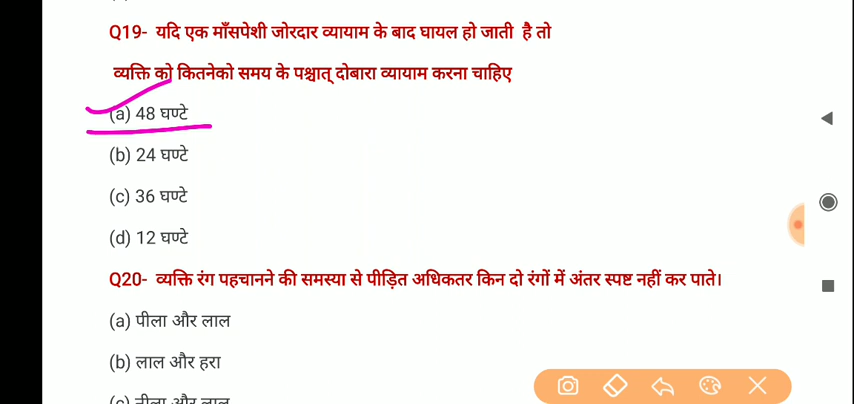 Q19- यदि एक माँसपेशी जोरदार व्यायाम के बाद घायल हो जाती है तो
व्यक्ति को कितनेको समय के पश्चात् दोबारा व्यायाम करना चाहिए
(a) 48 घण्टे
(b) 24 घण्टे
(c) 36 घण्टे
(d) 12 घण्टे
Q20- व्यक्ति रंग पहचानने की समस्या से पीड़ित अधिकतर किन दो रंगों में अंतर स्पष्ट नहीं कर पाते।
(a) पीला और लाल
(b) लाल और हरा
(c) नीला और लाल